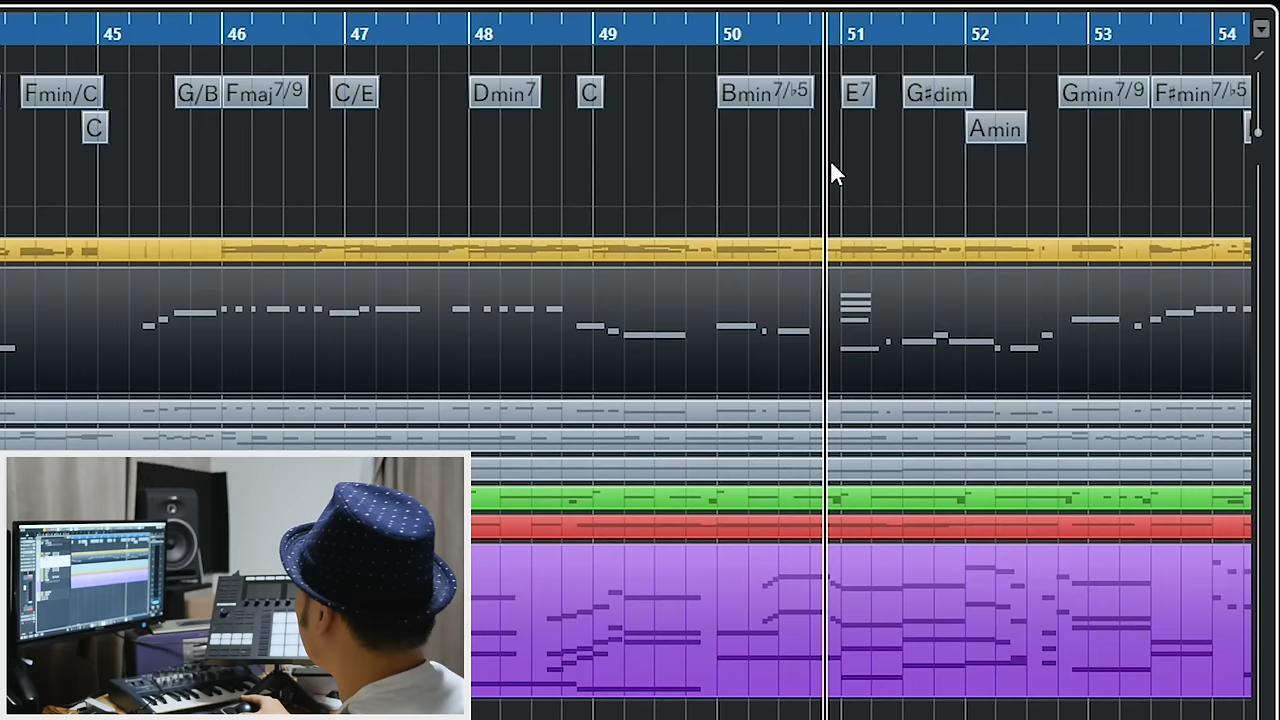 45 46 47 48 49 50 51 52 53 54
Fmin/C G/B Fmaj7/9 C/E Dmin7 C Bmin7/♭5 E7 G♯dim Gmin7/9 F♯min7/♭5
C Amin